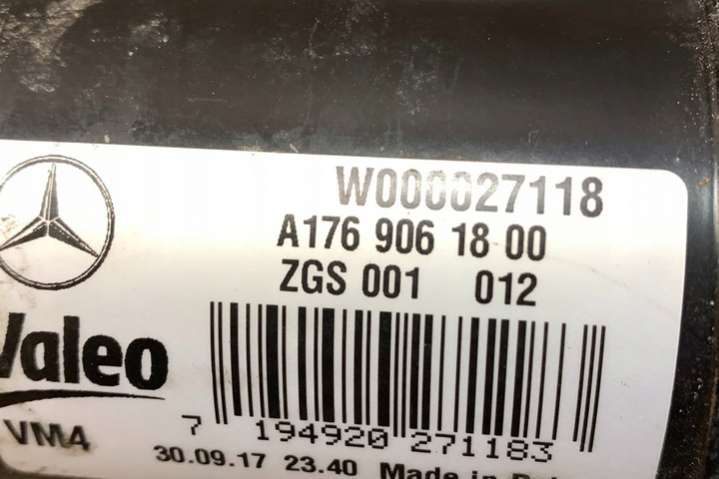 W000027118
A176 906 18 00
ZGS 001 012
Valeo
VM4
7 194920 271183
30.09.17 23.40 Made in